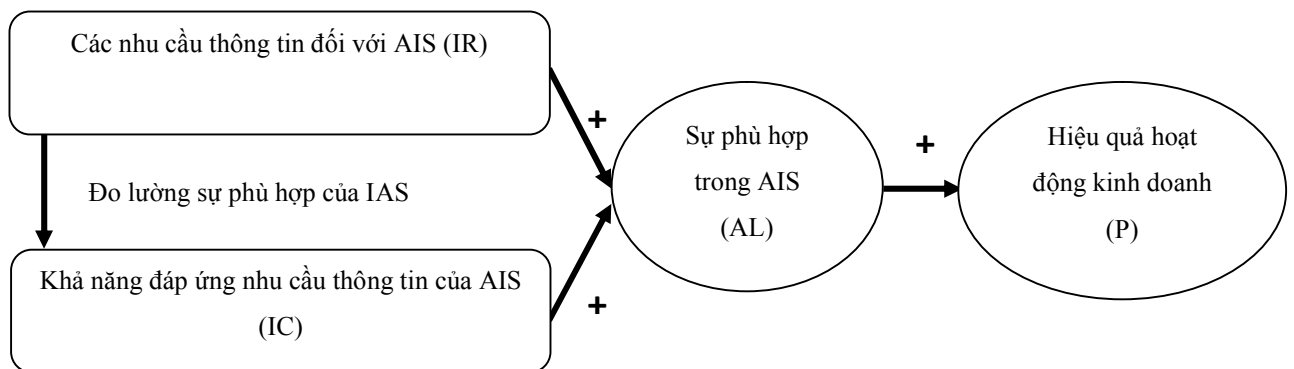 Các nhu cầu thông tin đối với AIS (IR)
+
Sự phù hợp
trong AIS
(AL)
+
Hiệu quả hoạt
động kinh doanh
(P)
Đo lường sự phù hợp của IAS
Khả năng đáp ứng nhu cầu thông tin của AIS
(IC)
+